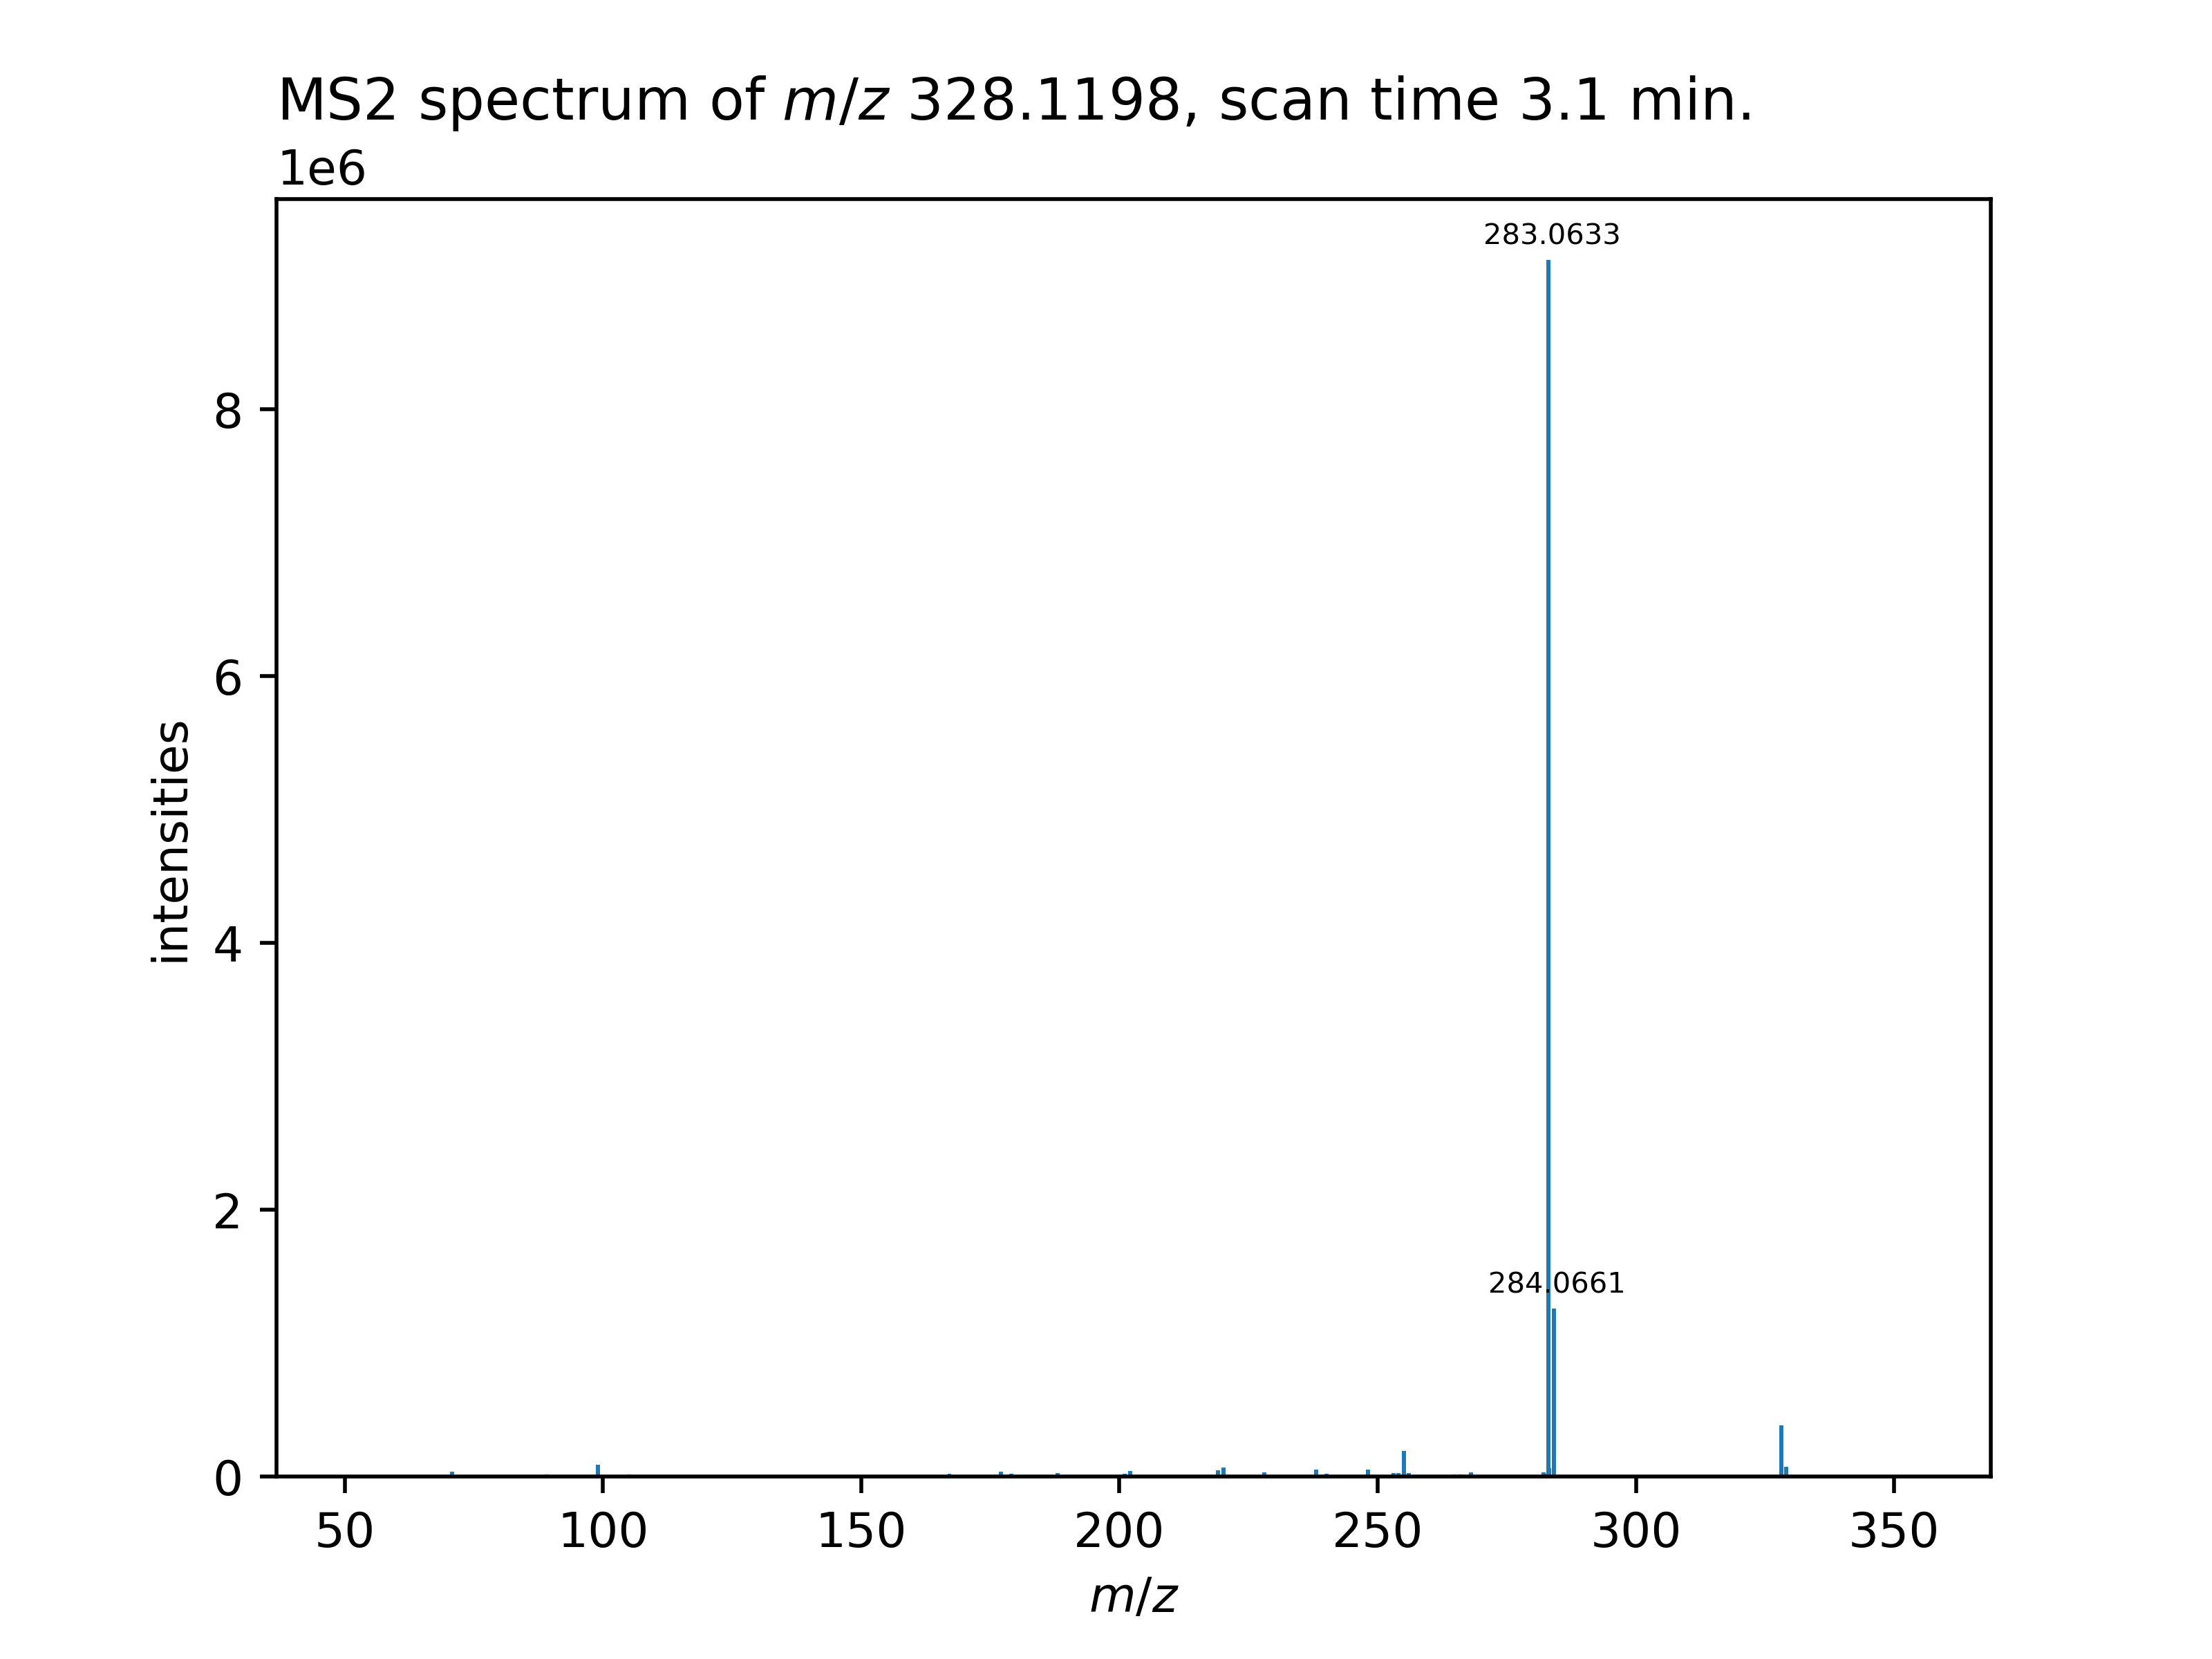 MS2 spectrum of m/z 328.1198, scan time 3.1 min.
1e6
283.0633
8
6
intensities
4
284.0661
2
0
50 100 150 200 250 300 350
m/z